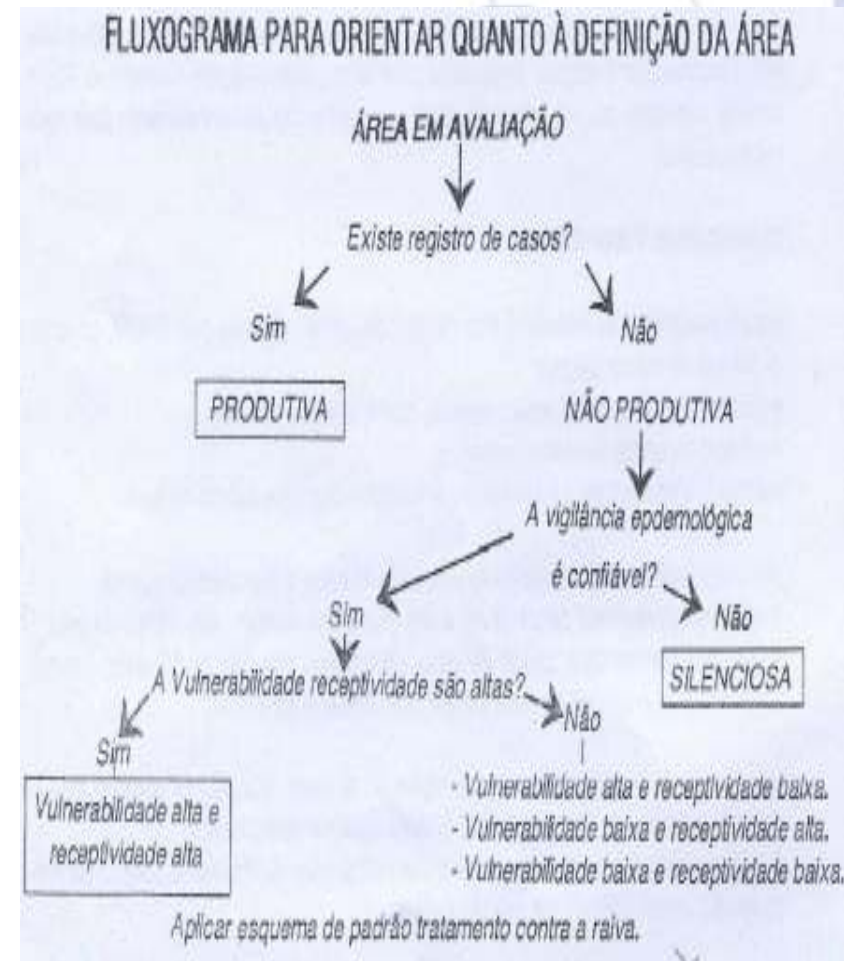 FLUXOGRAMA PARA ORIENTAR QUANTO À DEFINIÇÃO DA ÁREA
ÁREA EM AVALIAÇÃO
Existe registro de casos?
Sim
Não
PRODUTIVA
NÃO PRODUTIVA
A vigilância epdemológica
é confiável?
Sim
Não
SILENCIOSA
A Vulnerabilidade receptividade são altas?
Sim
Não
Vulnerabilidade alta e
receptividade alta
- Vulnerabilidade alta e receptividade baixa.
- Vulnerabilidade baixa e receptividade alta.
- Vulnerabilidade baixa e receptividade baixa.
Aplicar esquema de padrão tratamento contra a raiva.